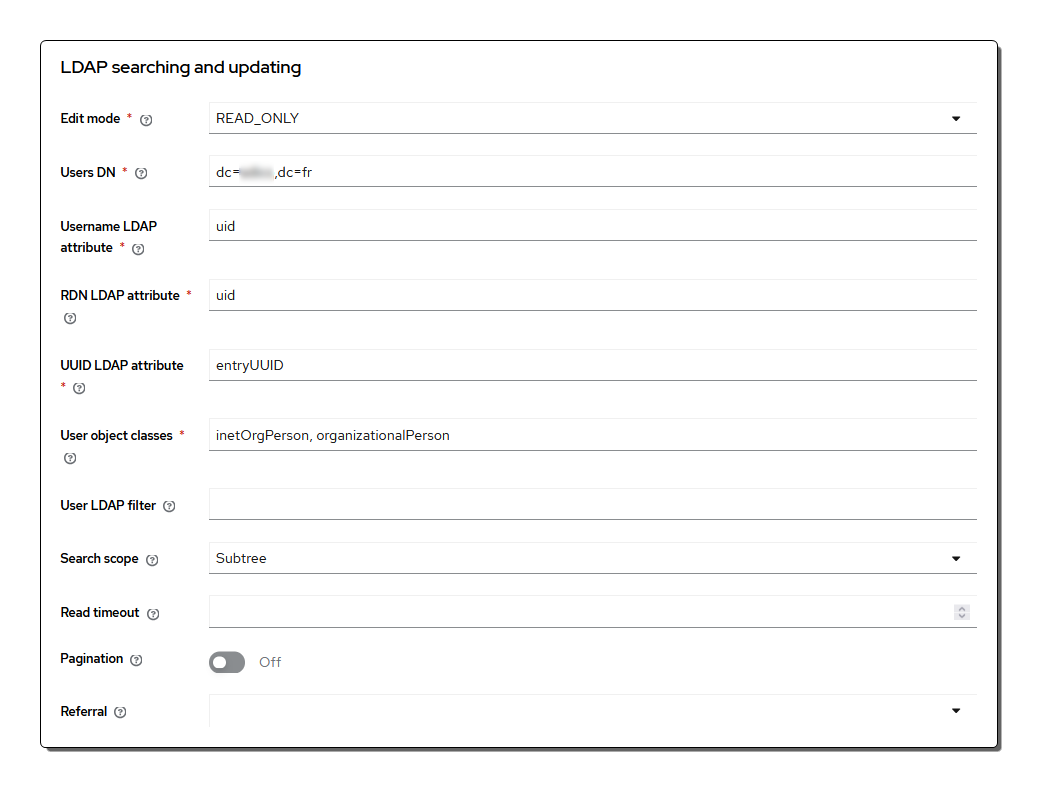 LDAP searching and updating
Edit mode * READ_ONLY
Users DN * dc= ,dc=fr
Username LDAP
attribute * uid
RDN LDAP attribute * uid
UUID LDAP attribute
* entryUUID
User object classes * inetOrgPerson, organizationalPerson
User LDAP filter
Search scope Subtree
Read timeout
Pagination Off
Referral